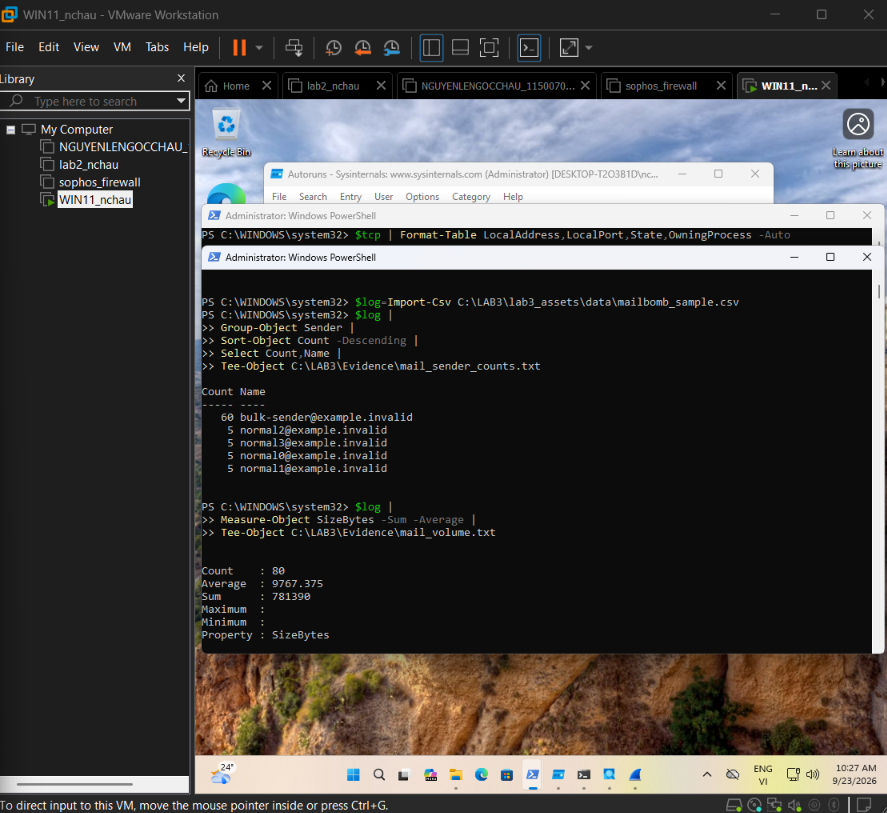 WIN11_nchau - VMware Workstation
File Edit View VM Tabs Help
Library
Type here to search
My Computer
NGUYENLENGOCCHAU_
lab2_nchau
sophos_firewall
WIN11_nchau
Home lab2_nchau NGUYENLENGOCCHAU_1150070... sophos_firewall WIN11_n...
Recycle Bin
Learn about
this picture
Autoruns - Sysinternals: www.sysinternals.com (Administrator) [DESKTOP-T2O3B1D\nc...
File Search Entry User Options Category Help
Administrator: Windows PowerShell
PS C:\WINDOWS\system32> $tcp | Format-Table LocalAddress,LocalPort,State,OwningProcess -Auto
Administrator: Windows PowerShell
PS C:\WINDOWS\system32> $log=Import-Csv C:\LAB3\lab3_assets\data\mailbomb_sample.csv
PS C:\WINDOWS\system32> $log |
>> Group-Object Sender |
>> Sort-Object Count -Descending |
>> Select Count,Name |
>> Tee-Object C:\LAB3\Evidence\mail_sender_counts.txt
Count Name
----- ----
60 bulk-sender@example.invalid
5 normal2@example.invalid
5 normal3@example.invalid
5 normal0@example.invalid
5 normal1@example.invalid
PS C:\WINDOWS\system32> $log |
>> Measure-Object SizeBytes -Sum -Average |
>> Tee-Object C:\LAB3\Evidence\mail_volume.txt
Count : 80
Average : 9767.375
Sum : 781390
Maximum :
Minimum :
Property : SizeBytes
24°
ENG
VI
10:27 AM
9/23/2026
To direct input to this VM, move the mouse pointer inside or press Ctrl+G.